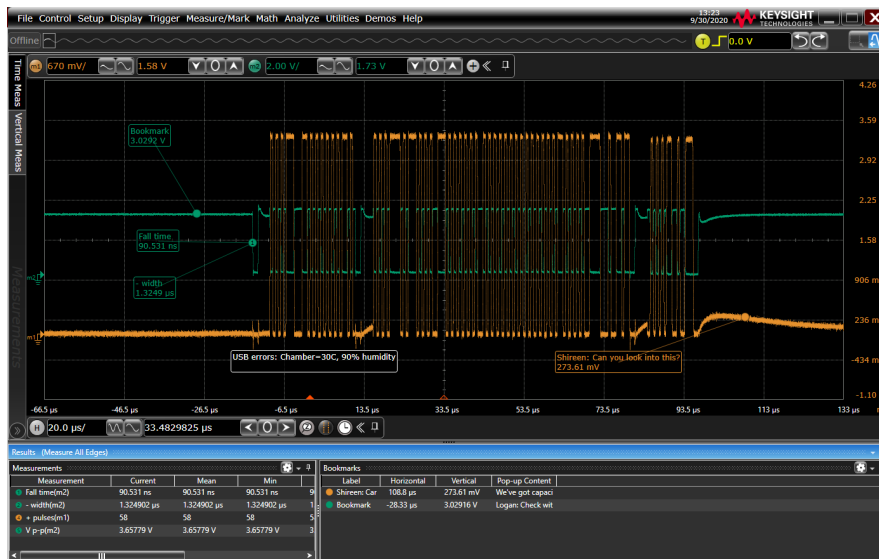 File Control Setup Display Trigger Measure/Mark Math Analyze Utilities Demos Help
13:23
9/30/2020
KEYSIGHT
TECHNOLOGIES
Offline
T
0.0 V
Time Meas
Vertical Meas
Measurements
m1
670 mV/
1.58 V
m2
2.00 V/
1.73 V
4.26
3.59
2.92
2.25
1.58
906 m
236 m
-434 m
-1.10
Bookmark
3.0292 V
Fall time
90.531 ns
- width
1.3249 µs
m2
m1
USB errors: Chamber=30C, 90% humidity
Shireen: Can you look into this?
273.61 mV
-66.5 µs
-46.5 µs
-26.5 µs
-6.5 µs
13.5 µs
33.5 µs
53.5 µs
73.5 µs
93.5 µs
113 µs
133 µs
H
20.0 µs/
33.4829825 µs
Results (Measure All Edges)
Measurements
Measurement Current Mean Min
Fall time(m2) 90.531 ns 90.531 ns 90.531 ns 9
- width(m2) 1.324902 µs 1.324902 µs 1.324902 µs 1
+ pulses(m1) 58 58 58 5
V p-p(m2) 3.65779 V 3.65779 V 3.65779 V 3
Bookmarks
Label Horizontal Vertical Pop-up Content
Shireen: Car 108.8 µs 273.61 mV We've got capaci
Bookmark -28.33 µs 3.02916 V Logan: Check wit